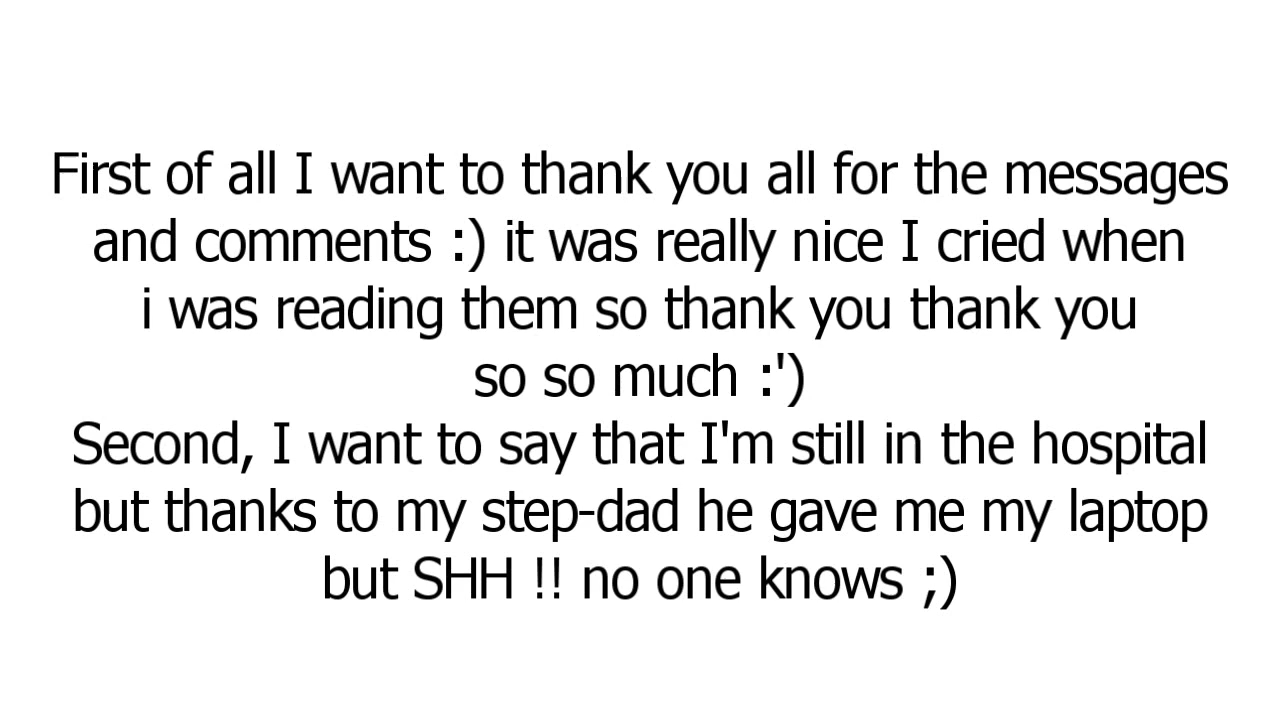 First of all I want to thank you all for the messages
and comments :) it was really nice I cried when
i was reading them so thank you thank you
so so much :')
Second, I want to say that I'm still in the hospital
but thanks to my step-dad he gave me my laptop
but SHH !! no one knows ;)